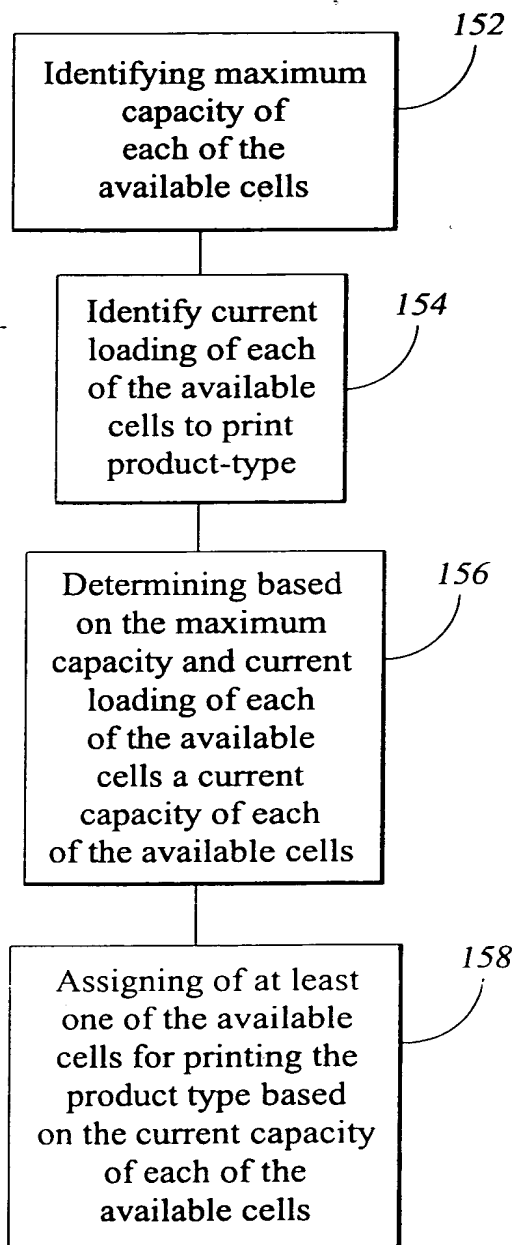 152
Identifying maximum
capacity of
each of the
available cells
154
Identify current
loading of each
of the available
cells to print
product-type
156
Determining based
on the maximum
capacity and current
loading of each
of the available
cells a current
capacity of each
of the available cells
158
Assigning of at least
one of the available
cells for printing the
product type based
on the current capacity
of each of the
available cells